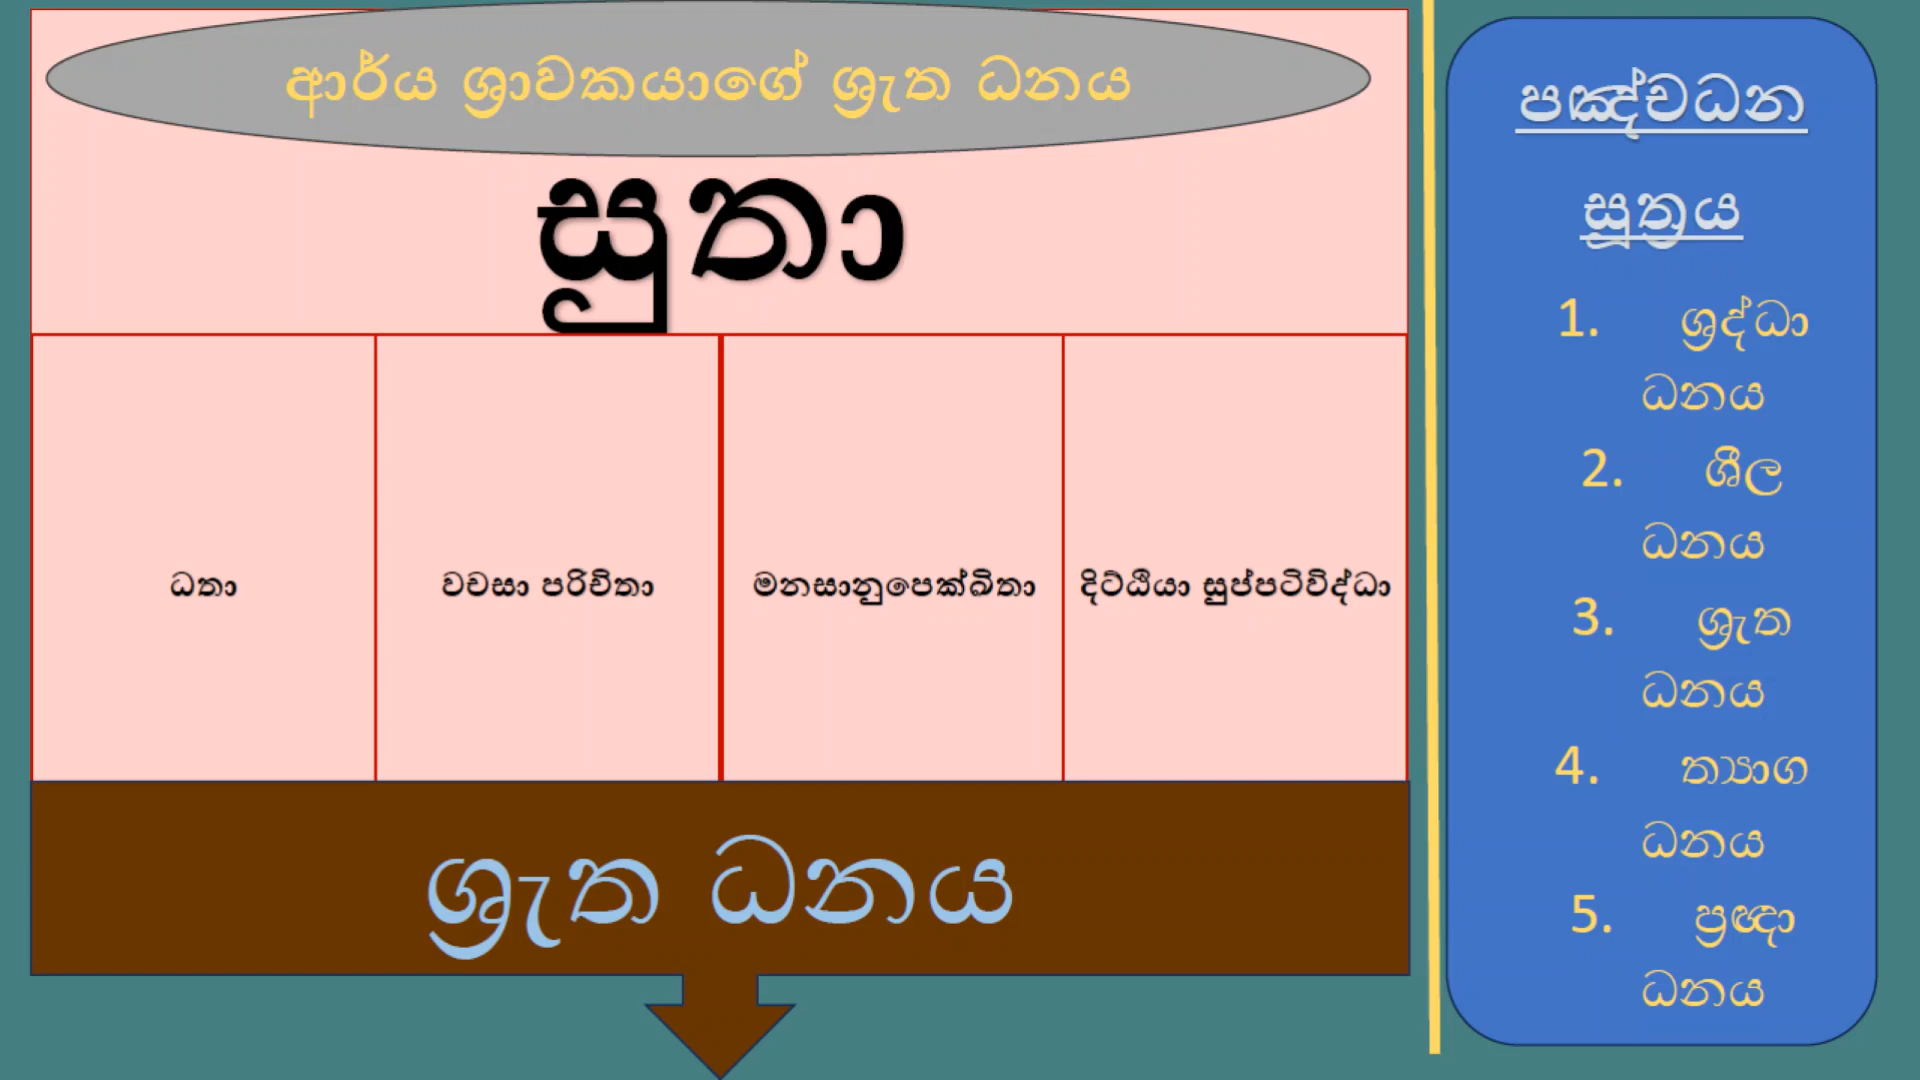 ආර්ය ශ්‍රාවකයාගේ ශ්‍රැත ධනය
සුතා
ධතා
වචසා පරිචිතා
මනසානුපෙක්ඛිතා
දිට්ඨියා සුප්පටිවිද්ධා
ශ්‍රැත ධනය
පඤ්චධන
සූත්‍රය
1. ශ්‍රද්ධා
ධනය
2. ශීල
ධනය
3. ශ්‍රැත
ධනය
4. ත්‍යාග
ධනය
5. ප්‍රඥා
ධනය